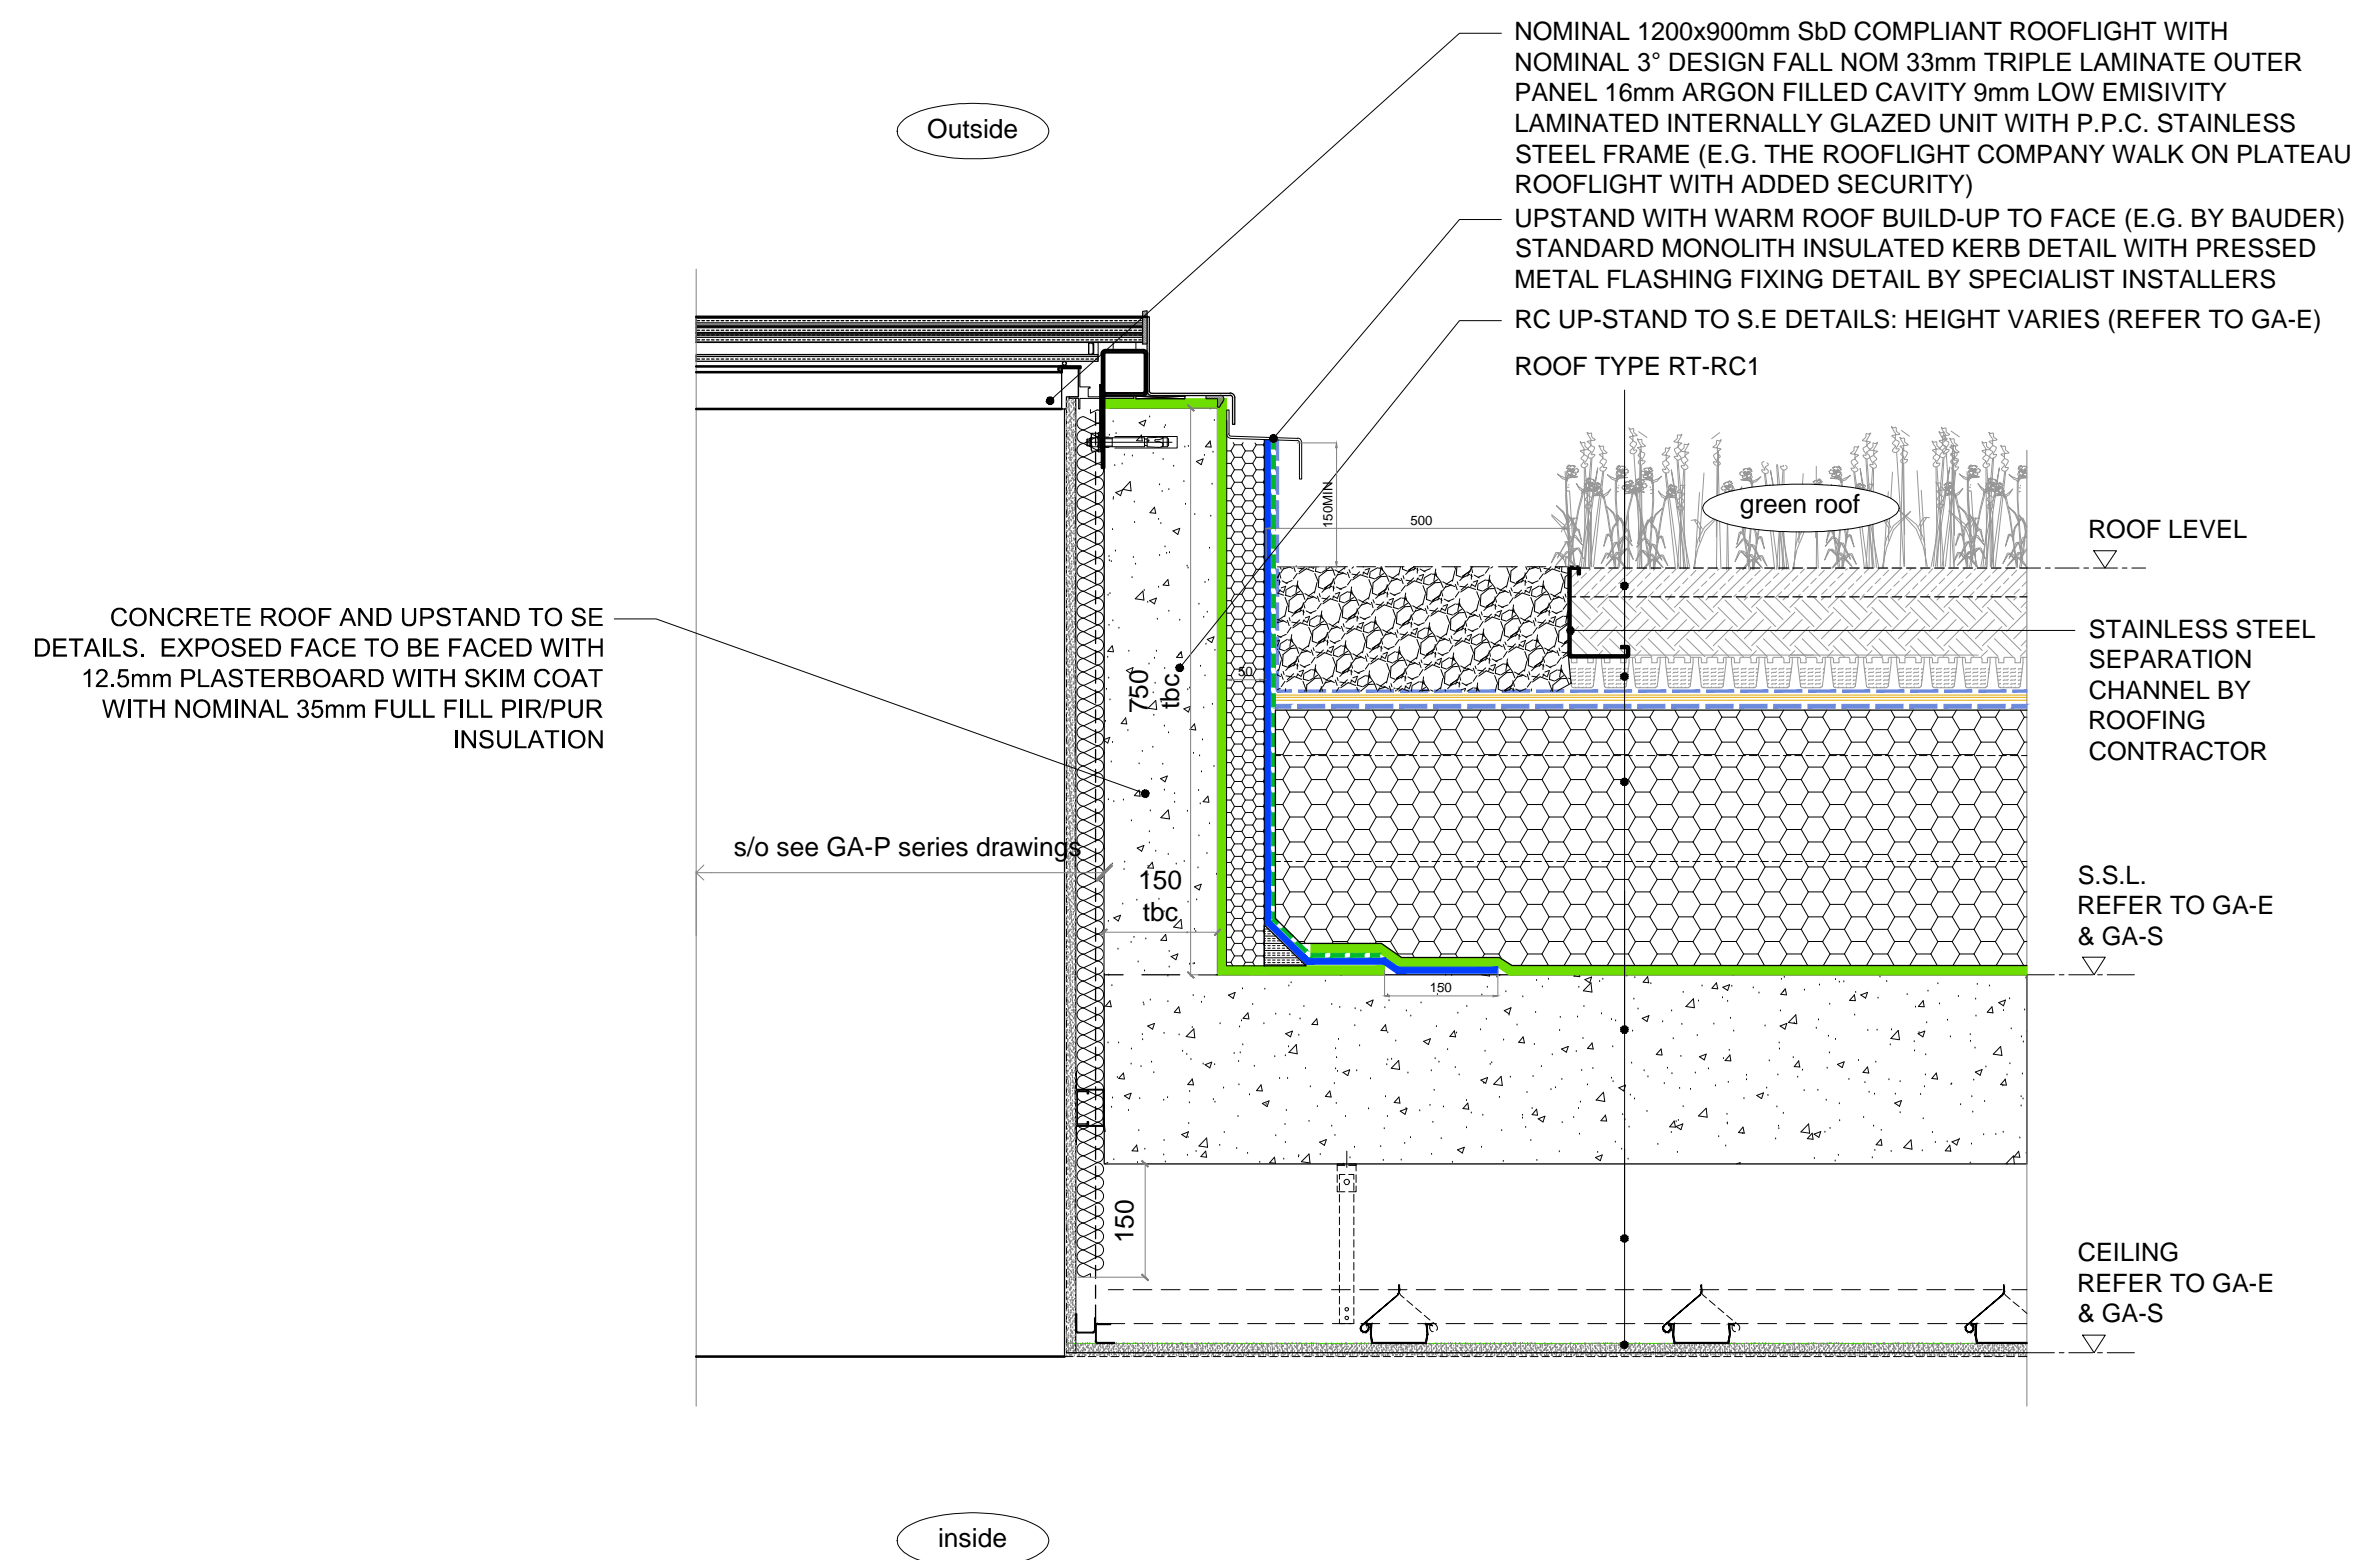 Outside
NOMINAL 1200x900mm SbD COMPLIANT ROOFLIGHT WITH
NOMINAL 3° DESIGN FALL NOM 33mm TRIPLE LAMINATE OUTER
PANEL 16mm ARGON FILLED CAVITY 9mm LOW EMISIVITY
LAMINATED INTERNALLY GLAZED UNIT WITH P.P.C. STAINLESS
STEEL FRAME (E.G. THE ROOFLIGHT COMPANY WALK ON PLATEAU
ROOFLIGHT WITH ADDED SECURITY)
UPSTAND WITH WARM ROOF BUILD-UP TO FACE (E.G. BY BAUDER)
STANDARD MONOLITH INSULATED KERB DETAIL WITH PRESSED
METAL FLASHING FIXING DETAIL BY SPECIALIST INSTALLERS
RC UP-STAND TO S.E DETAILS: HEIGHT VARIES (REFER TO GA-E)
ROOF TYPE RT-RC1
150MIN
500
green roof
ROOF LEVEL
CONCRETE ROOF AND UPSTAND TO SE
DETAILS. EXPOSED FACE TO BE FACED WITH
12.5mm PLASTERBOARD WITH SKIM COAT
WITH NOMINAL 35mm FULL FILL PIR/PUR
INSULATION
750
tbc
50
STAINLESS STEEL
SEPARATION
CHANNEL BY
ROOFING
CONTRACTOR
s/o see GA-P series drawings
150
tbc
S.S.L.
REFER TO GA-E
& GA-S
150
150
CEILING
REFER TO GA-E
& GA-S
inside